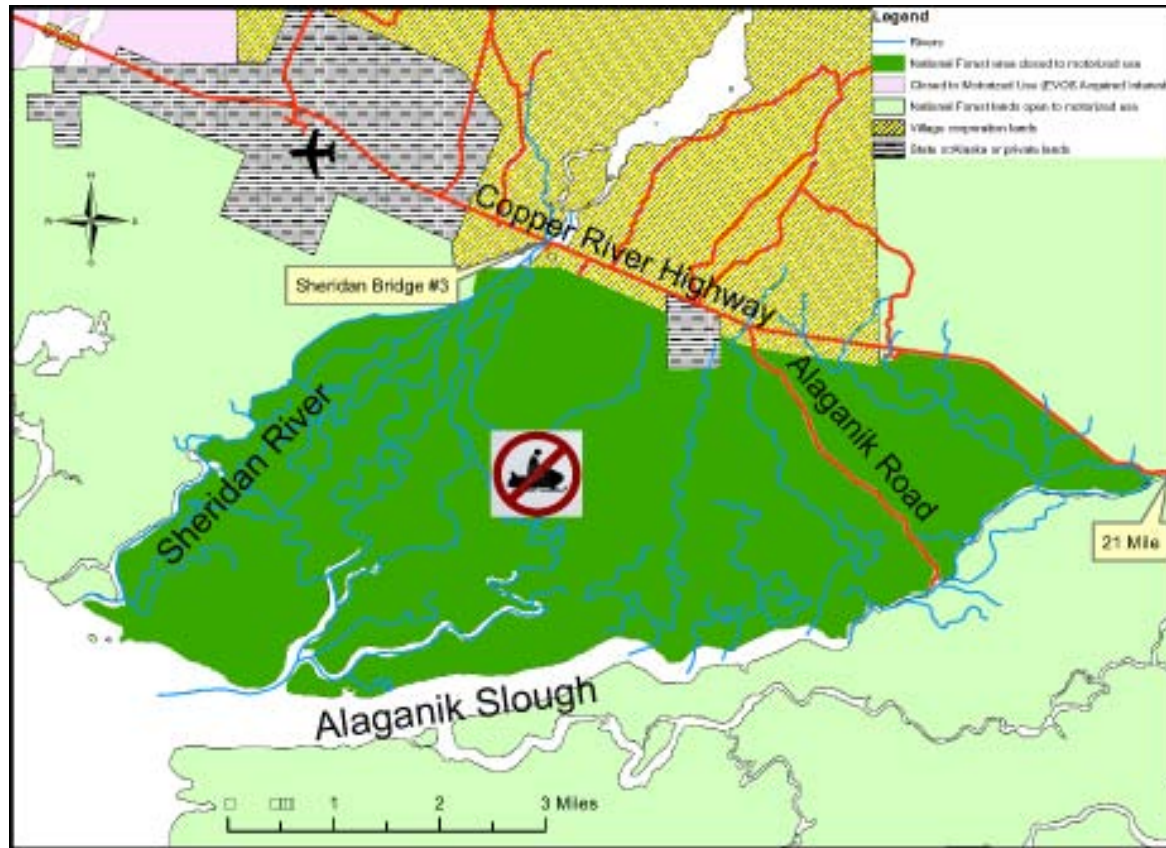 Legend
Rivers
National Forest area closed to motorized use
Closed to Motorized Use (EVOS Acquired
National Forest lands open to motorized use
Village corporation lands
State of Alaska or private lands
Copper River Highway
Sheridan Bridge #3
Alaganik Road
Sheridan River
21 Mile
Alaganik Slough
1 2 3 Miles